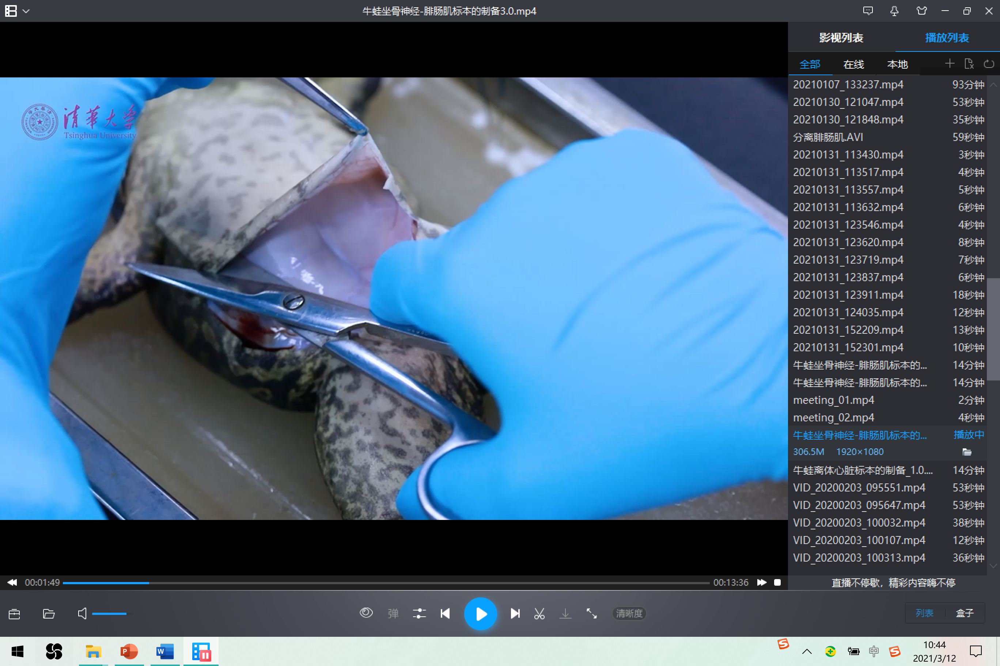 牛蛙坐骨神经-腓肠肌标本的制备3.0.mp4
影视列表 播放列表
全部 在线 本地
清华大学
Tsinghua University
20210107_133237.mp4 93分钟
20210130_121047.mp4 53秒钟
20210130_121848.mp4 35秒钟
分离腓肠肌.AVI 59秒钟
20210131_113430.mp4 3秒钟
20210131_113517.mp4 4秒钟
20210131_113557.mp4 5秒钟
20210131_113632.mp4 6秒钟
20210131_123546.mp4 4秒钟
20210131_123620.mp4 8秒钟
20210131_123719.mp4 7秒钟
20210131_123837.mp4 6秒钟
20210131_123911.mp4 18秒钟
20210131_124035.mp4 12秒钟
20210131_152209.mp4 13秒钟
20210131_152301.mp4 10秒钟
牛蛙坐骨神经-腓肠肌标本的... 14分钟
牛蛙坐骨神经-腓肠肌标本的... 14分钟
meeting_01.mp4 2分钟
meeting_02.mp4 4秒钟
牛蛙坐骨神经-腓肠肌标本的... 播放中
306.5M 1920×1080
牛蛙离体心脏标本的制备_1.0.... 14分钟
VID_20200203_095551.mp4 53秒钟
VID_20200203_095647.mp4 53秒钟
VID_20200203_100032.mp4 38秒钟
VID_20200203_100107.mp4 12秒钟
VID_20200203_100313.mp4 36秒钟
00:01:49 00:13:36
直播不停歇，精彩内容嗨不停
弹 清晰度 列表 盒子
P W 中 S
10:44
2021/3/12